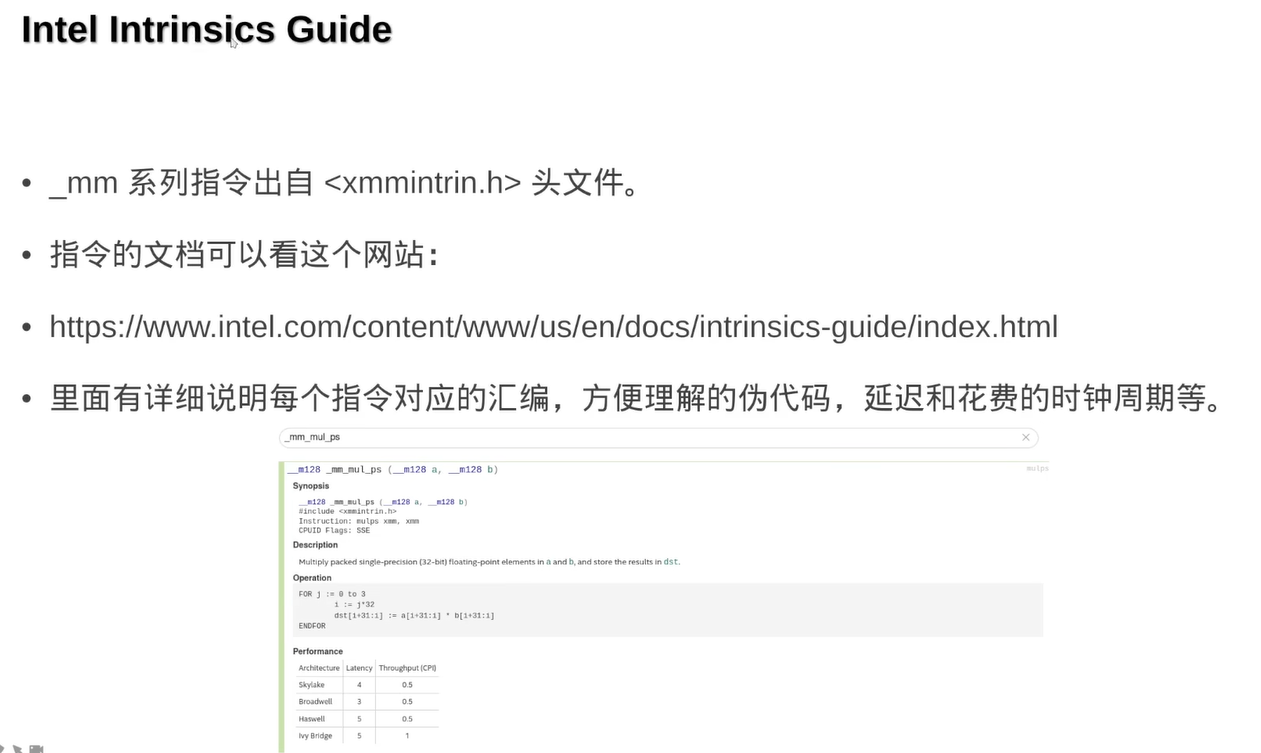 Intel Intrinsics Guide
• _mm 系列指令出自 <xmmintrin.h> 头文件。
• 指令的文档可以看这个网站：
• https://www.intel.com/content/www/us/en/docs/intrinsics-guide/index.html
• 里面有详细说明每个指令对应的汇编，方便理解的伪代码，延迟和花费的时钟周期等。
_mm_mul_ps
__m128 _mm_mul_ps (__m128 a, __m128 b) mulps
Synopsis
__m128 _mm_mul_ps (__m128 a, __m128 b)
#include <xmmintrin.h>
Instruction: mulps xmm, xmm
CPUID Flags: SSE
Description
Multiply packed single-precision (32-bit) floating-point elements in a and b, and store the results in dst.
Operation
FOR j := 0 to 3
i := j*32
dst[i+31:i] := a[i+31:i] * b[i+31:i]
ENDFOR
Performance
Architecture Latency Throughput (CPI)
Skylake 4 0.5
Broadwell 3 0.5
Haswell 5 0.5
Ivy Bridge 5 1